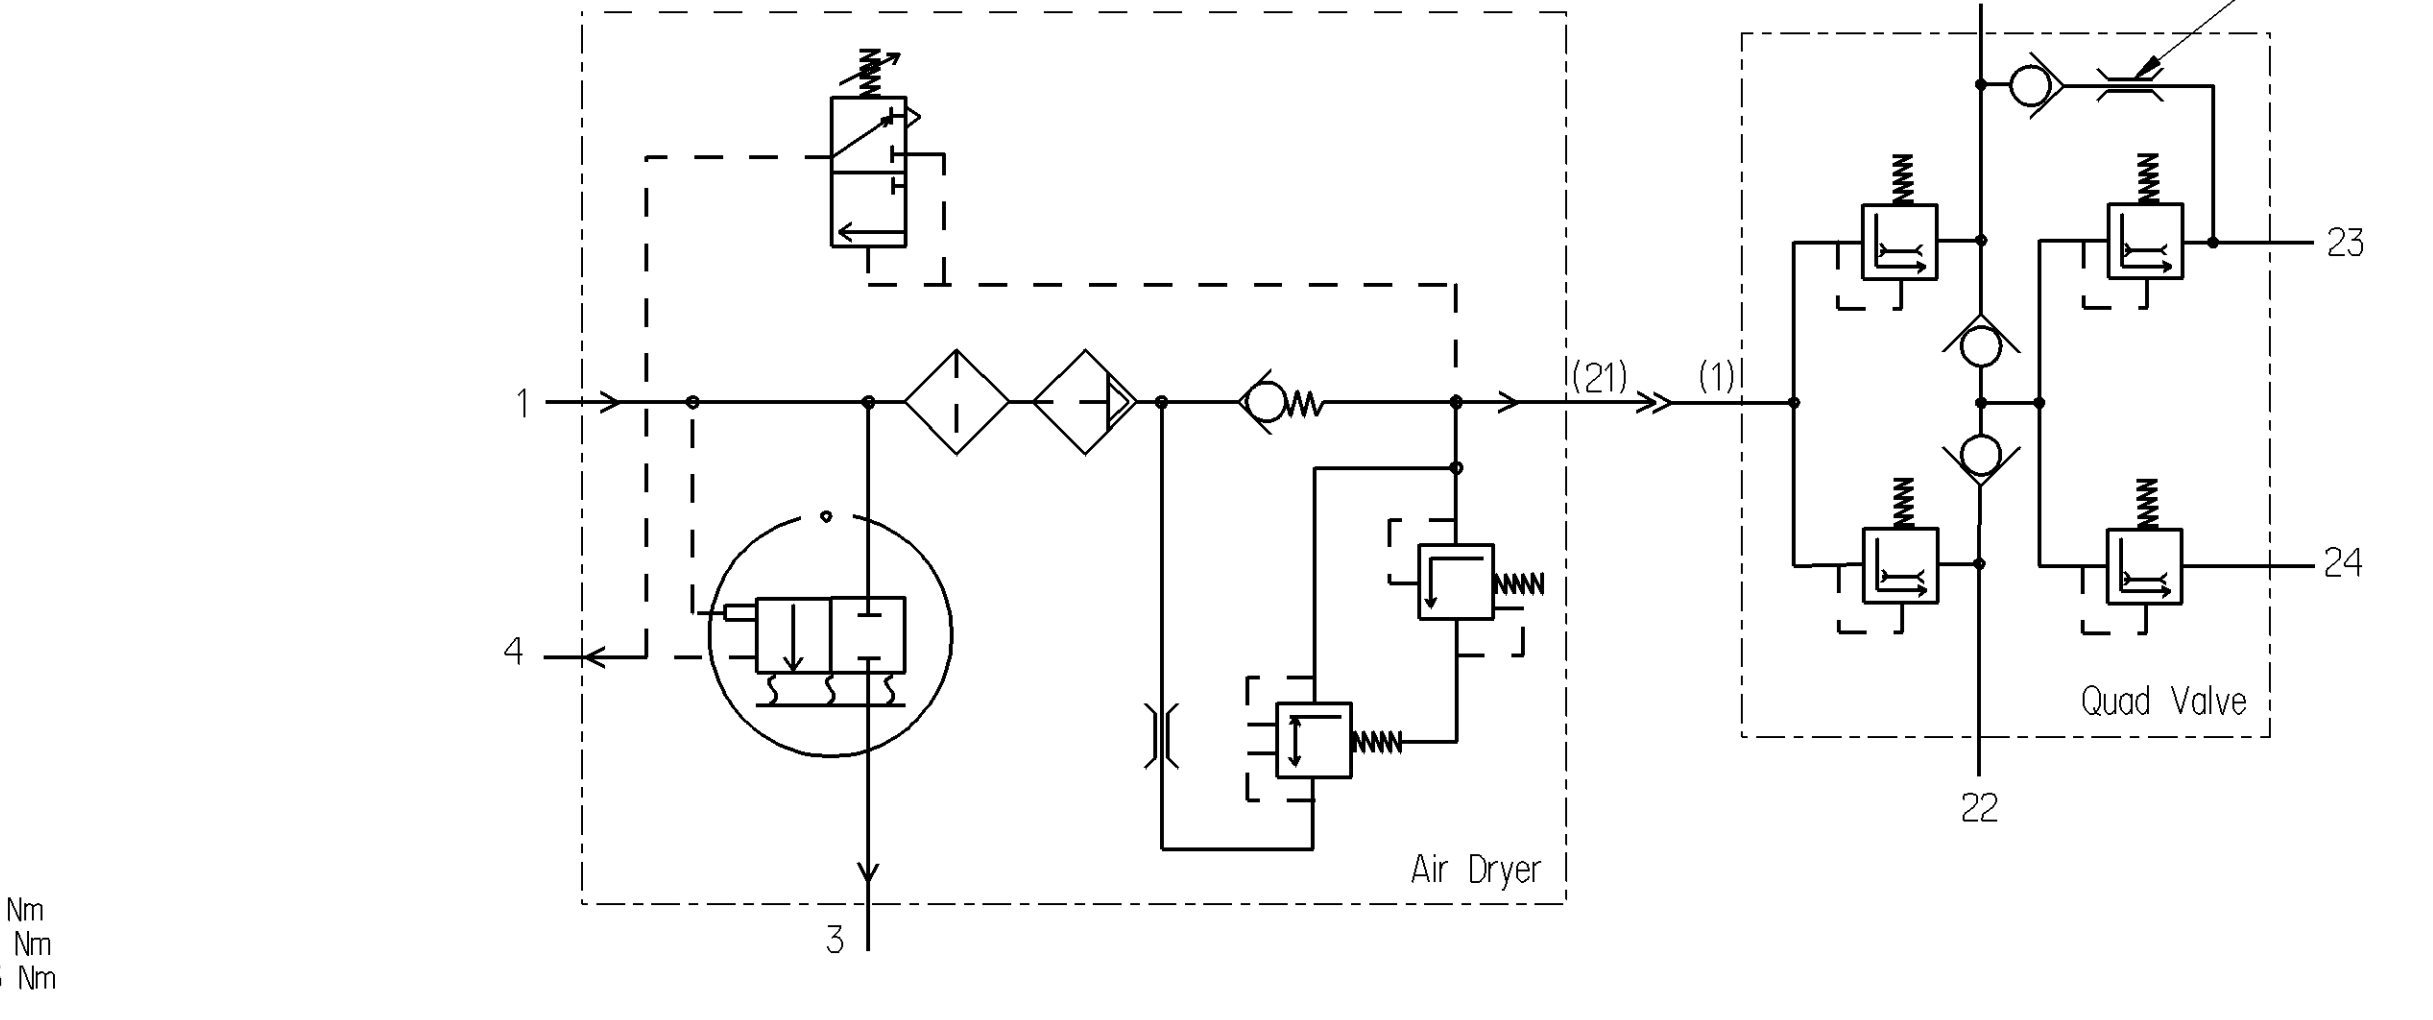 23
(21)
(1)
1
24
4
Quad Valve
22
Air Dryer
Nm
3
Nm
Nm